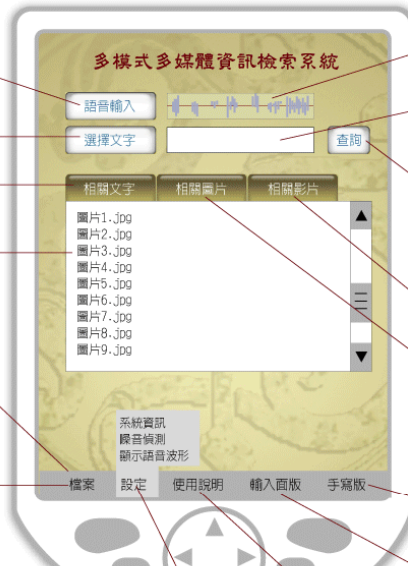 多模式多媒體資訊檢索系統
語音輸入
選擇文字
查詢
相關文字 相關圖片 相關影片
圖片1.jpg
圖片2.jpg
圖片3.jpg
圖片4.jpg
圖片5.jpg
圖片6.jpg
圖片7.jpg
圖片8.jpg
圖片9.jpg
系統資訊
噪音偵測
顯示語音波形
檔案 設定 使用說明 輸入面版 手寫版